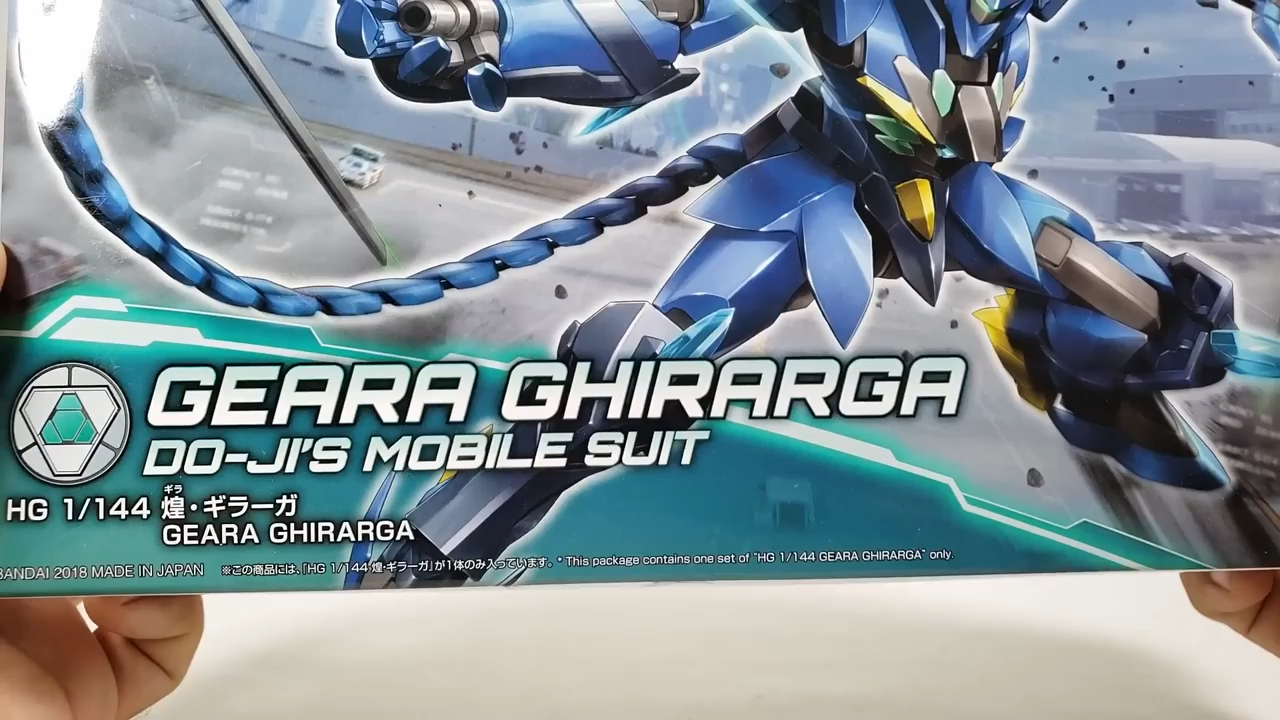 GEARA GHIRARGA
DO-JI'S MOBILE SUIT
ギラ
HG 1/144 煌・ギラーガ
GEARA GHIRARGA
BANDAI 2018 MADE IN JAPAN ※この商品には、「HG 1/144 煌・ギラーガ」が1体のみ入っています。 * This package contains one set of "HG 1/144 GEARA GHIRARGA" only.